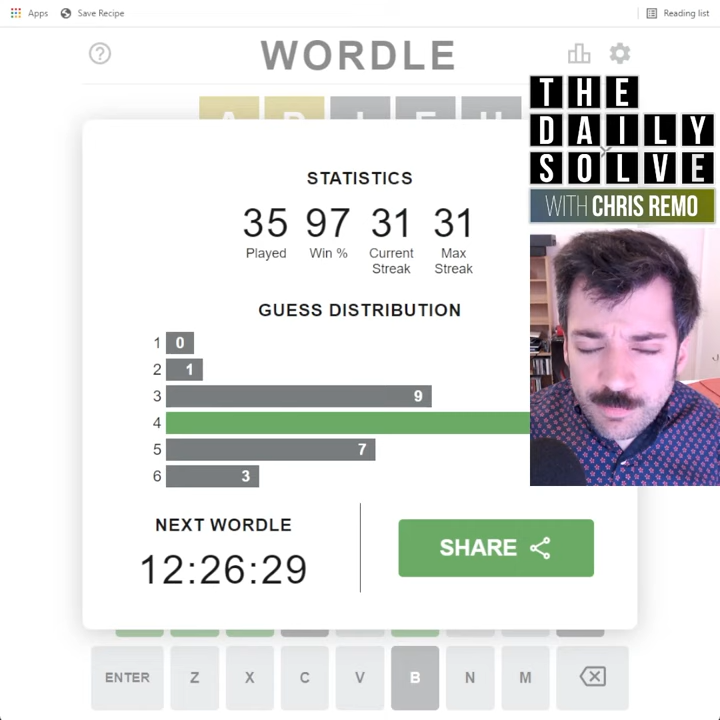 Apps Save Recipe Reading list
WORDLE
THE
DAILY
SOLVE
WITH CHRIS REMO
STATISTICS
35 97 31 31
Played Win % Current Streak Max Streak
GUESS DISTRIBUTION
1 0
2 1
3 9
4
5 7
6 3
NEXT WORDLE
12:26:29
SHARE
ENTER Z X C V B N M